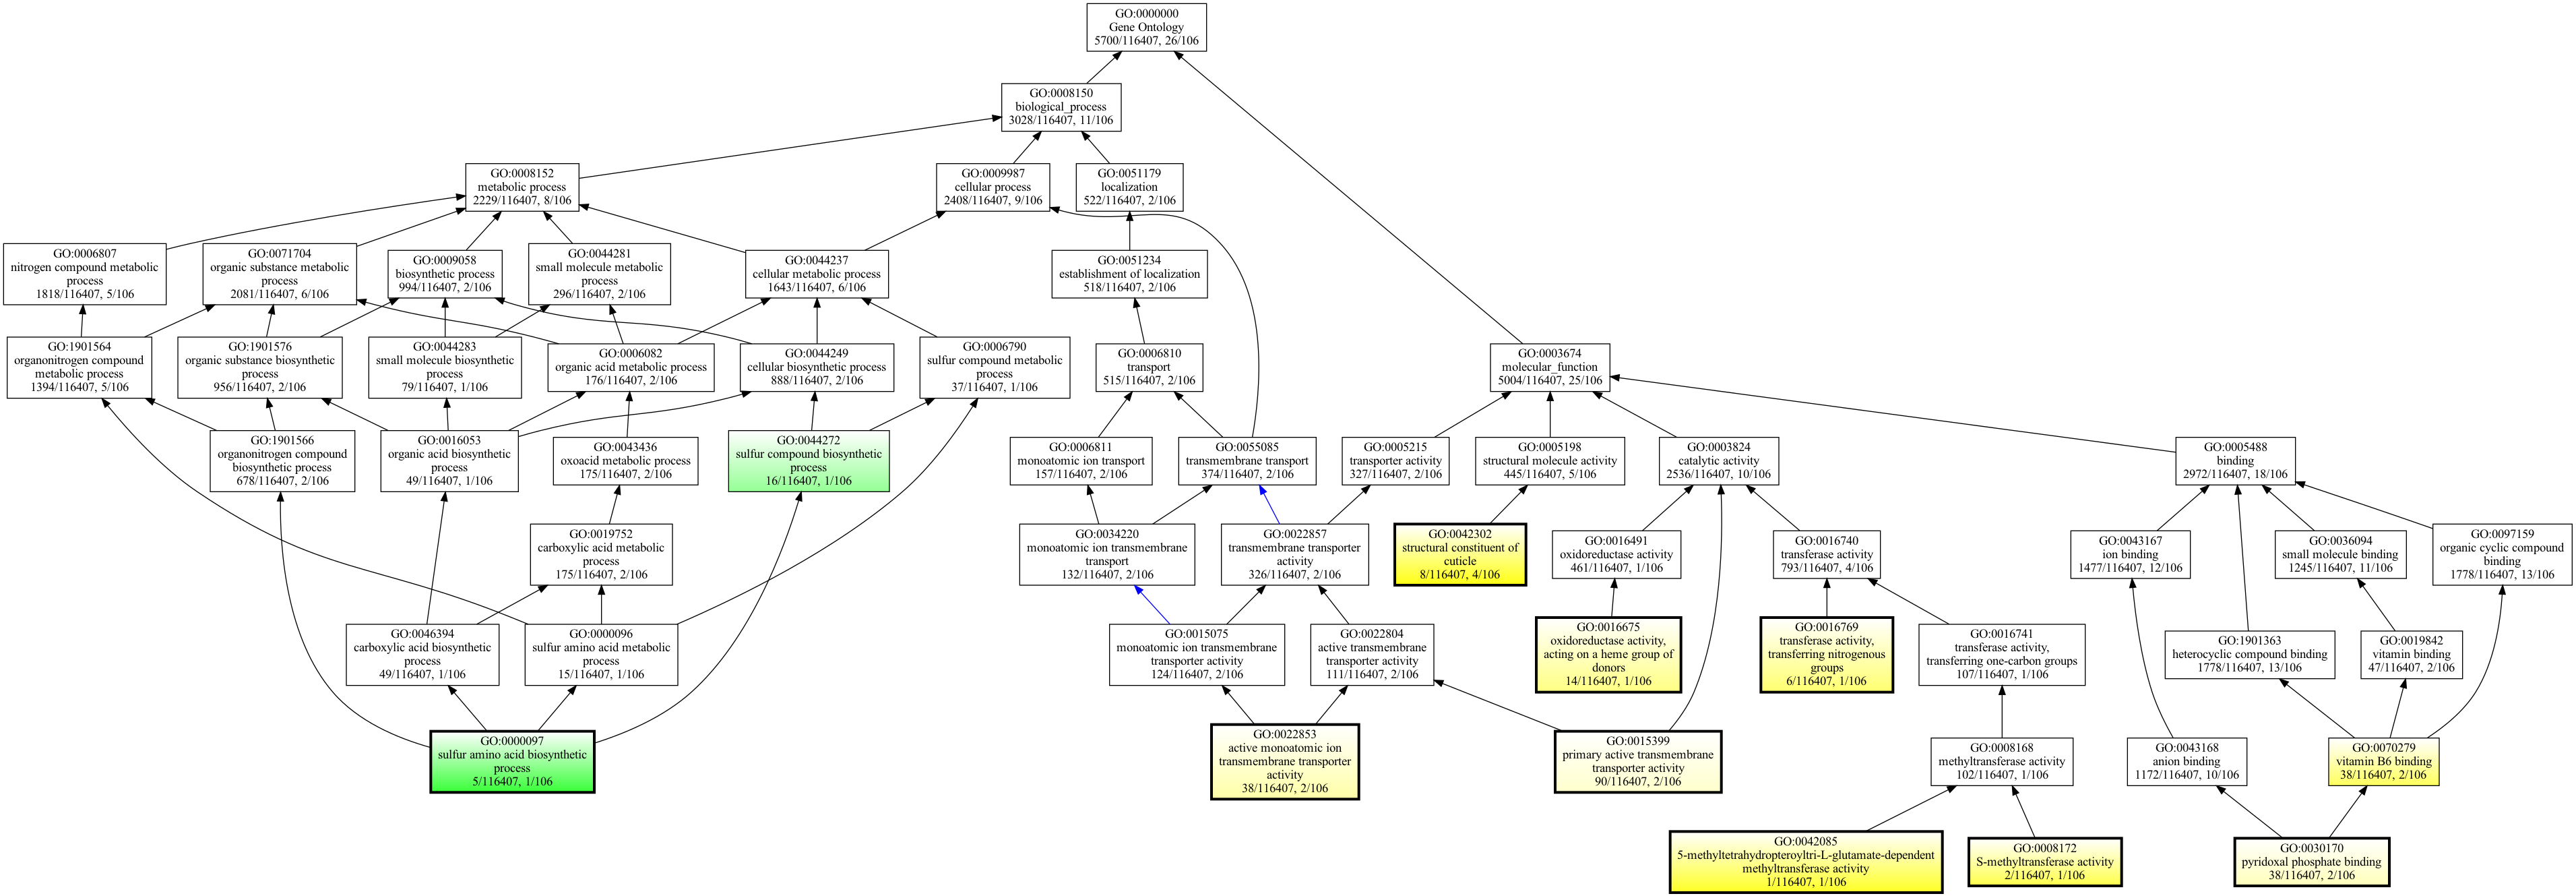 GO:0000000
Gene Ontology
5700/116407, 26/106
GO:0008150
biological_process
3028/116407, 11/106
GO:0008152
metabolic process
2229/116407, 8/106
GO:0009987
cellular process
2408/116407, 9/106
GO:0051179
localization
522/116407, 2/106
GO:0006807
nitrogen compound metabolic
process
1818/116407, 5/106
GO:0071704
organic substance metabolic
process
2081/116407, 6/106
GO:0009058
biosynthetic process
994/116407, 2/106
GO:0044281
small molecule metabolic
process
296/116407, 2/106
GO:0044237
cellular metabolic process
1643/116407, 6/106
GO:0051234
establishment of localization
518/116407, 2/106
GO:1901564
organonitrogen compound
metabolic process
1394/116407, 5/106
GO:1901576
organic substance biosynthetic
process
956/116407, 2/106
GO:0044283
small molecule biosynthetic
process
79/116407, 1/106
GO:0006082
organic acid metabolic process
176/116407, 2/106
GO:0044249
cellular biosynthetic process
888/116407, 2/106
GO:0006790
sulfur compound metabolic
process
37/116407, 1/106
GO:0006810
transport
515/116407, 2/106
GO:0003674
molecular_function
5004/116407, 25/106
GO:1901566
organonitrogen compound
biosynthetic process
678/116407, 2/106
GO:0016053
organic acid biosynthetic
process
49/116407, 1/106
GO:0043436
oxoacid metabolic process
175/116407, 2/106
GO:0044272
sulfur compound biosynthetic
process
16/116407, 1/106
GO:0006811
monoatomic ion transport
157/116407, 2/106
GO:0055085
transmembrane transport
374/116407, 2/106
GO:0005215
transporter activity
327/116407, 2/106
GO:0005198
structural molecule activity
445/116407, 5/106
GO:0003824
catalytic activity
2536/116407, 10/106
GO:0005488
binding
2972/116407, 18/106
GO:0019752
carboxylic acid metabolic
process
175/116407, 2/106
GO:0034220
monoatomic ion transmembrane
transport
132/116407, 2/106
GO:0022857
transmembrane transporter
activity
326/116407, 2/106
GO:0042302
structural constituent of
cuticle
8/116407, 4/106
GO:0016491
oxidoreductase activity
461/116407, 1/106
GO:0016740
transferase activity
793/116407, 4/106
GO:0043167
ion binding
1477/116407, 12/106
GO:0036094
small molecule binding
1245/116407, 11/106
GO:0097159
organic cyclic compound
binding
1778/116407, 13/106
GO:0046394
carboxylic acid biosynthetic
process
49/116407, 1/106
GO:0000096
sulfur amino acid metabolic
process
15/116407, 1/106
GO:0015075
monoatomic ion transmembrane
transporter activity
124/116407, 2/106
GO:0022804
active transmembrane
transporter activity
111/116407, 2/106
GO:0016675
oxidoreductase activity,
acting on a heme group of
donors
14/116407, 1/106
GO:0016769
transferase activity,
transferring nitrogenous
groups
6/116407, 1/106
GO:0016741
transferase activity,
transferring one-carbon groups
107/116407, 1/106
GO:1901363
heterocyclic compound binding
1778/116407, 13/106
GO:0019842
vitamin binding
47/116407, 2/106
GO:0000097
sulfur amino acid biosynthetic
process
5/116407, 1/106
GO:0022853
active monoatomic ion
transmembrane transporter
activity
38/116407, 2/106
GO:0015399
primary active transmembrane
transporter activity
90/116407, 2/106
GO:0008168
methyltransferase activity
102/116407, 1/106
GO:0043168
anion binding
1172/116407, 10/106
GO:0070279
vitamin B6 binding
38/116407, 2/106
GO:0042085
5-methyltetrahydropteroyltri-L-glutamate-dependent
methyltransferase activity
1/116407, 1/106
GO:0008172
S-methyltransferase activity
2/116407, 1/106
GO:0030170
pyridoxal phosphate binding
38/116407, 2/106